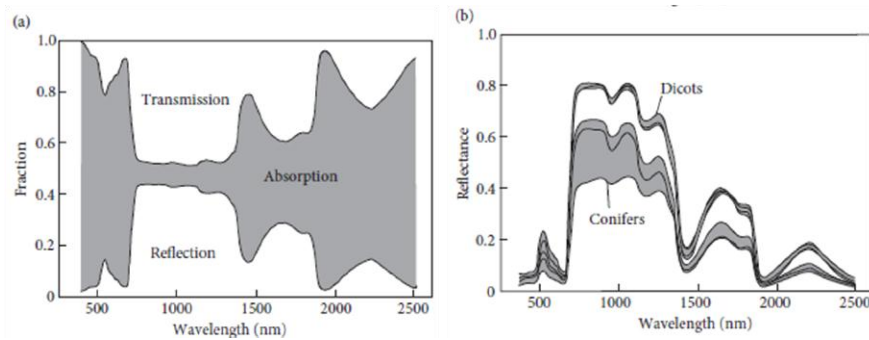 (a)
1.0
0.8
0.6
0.4
0.2
0
Fraction
Transmission
Absorption
Reflection
500
1000
1500
2000
2500
Wavelength (nm)
(b)
1.0
0.8
0.6
0.4
0.2
0
Reflectance
Dicots
Conifers
500
1000
1500
2000
2500
Wavelength (nm)